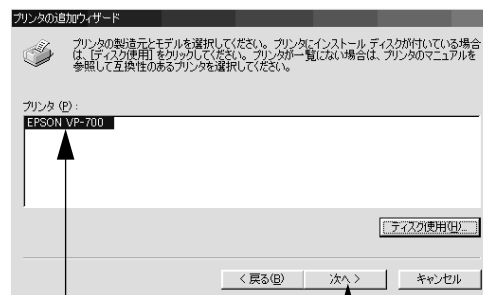 プリンタの追加ウィザード
プリンタの製造元とモデルを選択してください。プリンタにインストール ディスクが付いている場合
は、[ディスク使用] をクリックしてください。プリンタが一覧にない場合は、プリンタのマニュアルを
参照して互換性のあるプリンタを選択してください。
プリンタ (P) :
EPSON VP-700
ディスク使用(H)...
< 戻る(B)
次へ >
キャンセル